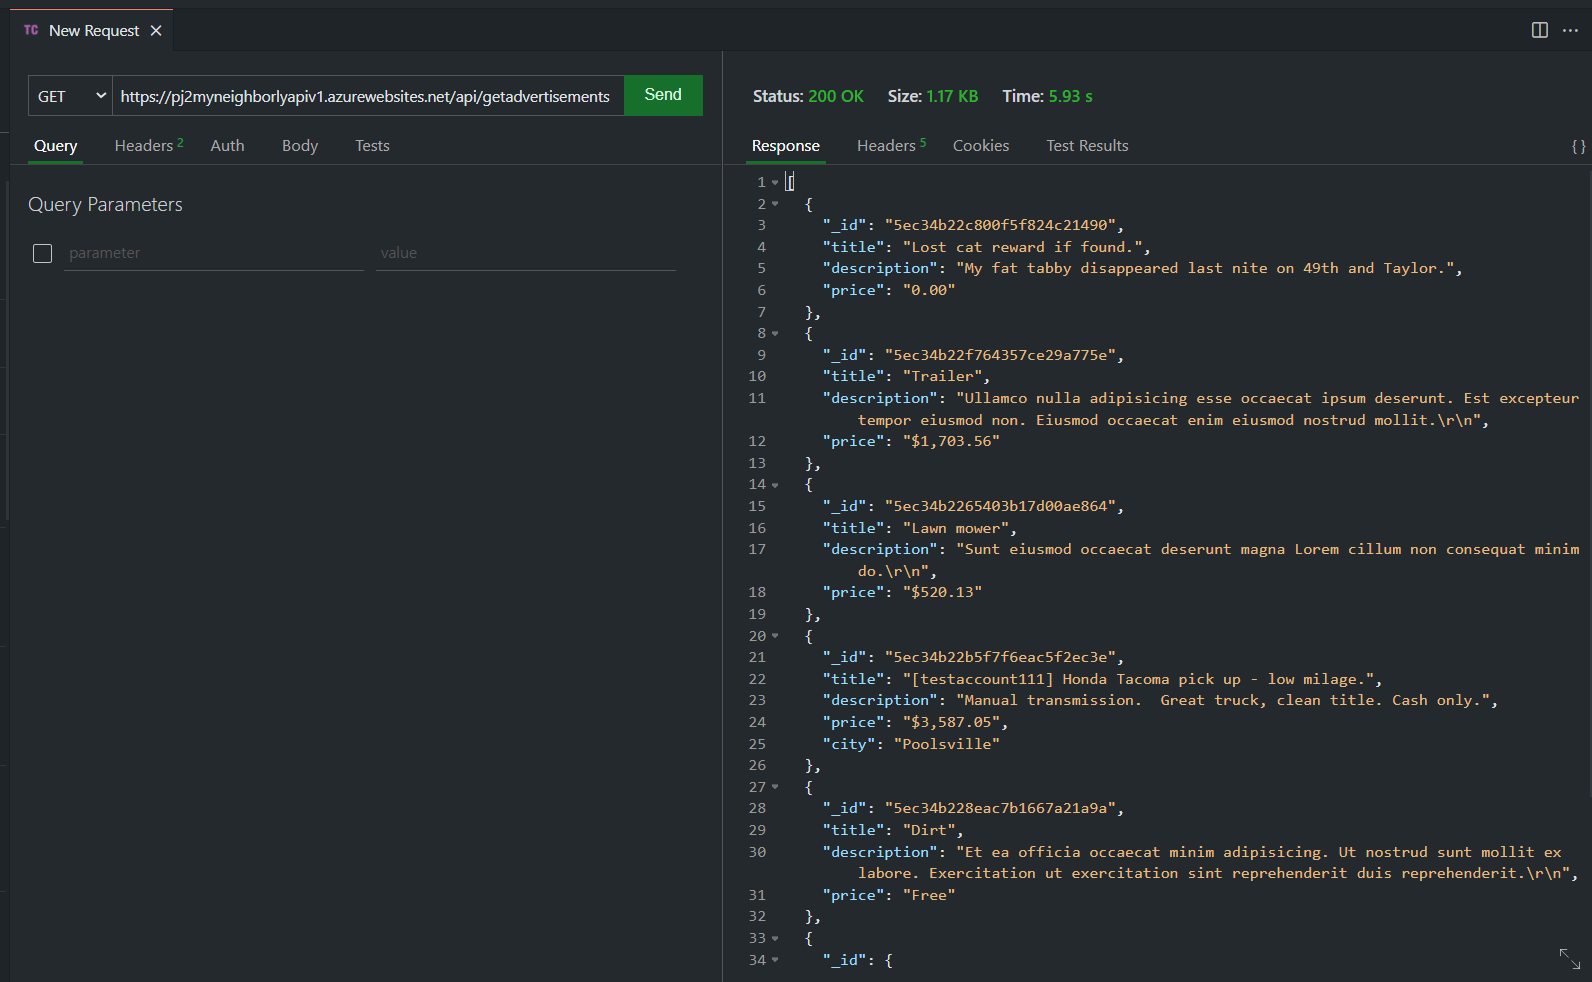 TC New Request
GET https://pj2myneighborlyapiv1.azurewebsites.net/api/getadvertisements Send
Query Headers 2 Auth Body Tests
Query Parameters
parameter value
Status: 200 OK Size: 1.17 KB Time: 5.93 s
Response Headers 5 Cookies Test Results {}
1 [
2 {
3 "_id": "5ec34b22c800f5f824c21490",
4 "title": "Lost cat reward if found.",
5 "description": "My fat tabby disappeared last nite on 49th and Taylor.",
6 "price": "0.00"
7 },
8 {
9 "_id": "5ec34b22f764357ce29a775e",
10 "title": "Trailer",
11 "description": "Ullamco nulla adipisicing esse occaecat ipsum deserunt. Est excepteur
tempor eiusmod non. Eiusmod occaecat enim eiusmod nostrud mollit.\r\n",
12 "price": "$1,703.56"
13 },
14 {
15 "_id": "5ec34b2265403b17d00ae864",
16 "title": "Lawn mower",
17 "description": "Sunt eiusmod occaecat deserunt magna Lorem cillum non consequat minim
do.\r\n",
18 "price": "$520.13"
19 },
20 {
21 "_id": "5ec34b22b5f7f6eac5f2ec3e",
22 "title": "[testaccount111] Honda Tacoma pick up - low milage.",
23 "description": "Manual transmission.  Great truck, clean title. Cash only.",
24 "price": "$3,587.05",
25 "city": "Poolsville"
26 },
27 {
28 "_id": "5ec34b228eac7b1667a21a9a",
29 "title": "Dirt",
30 "description": "Et ea officia occaecat minim adipisicing. Ut nostrud sunt mollit ex
labore. Exercitation ut exercitation sint reprehenderit duis reprehenderit.\r\n",
31 "price": "Free"
32 },
33 {
34 "_id": {